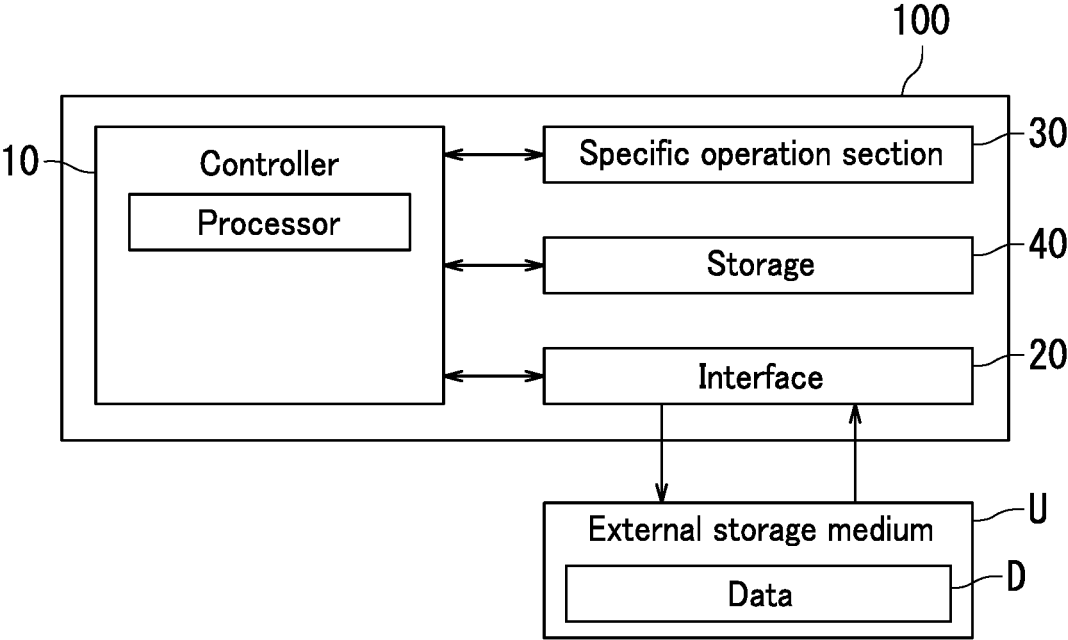 100
10
Controller
Processor
Specific operation section
30
Storage
40
Interface
20
External storage medium
U
Data
D